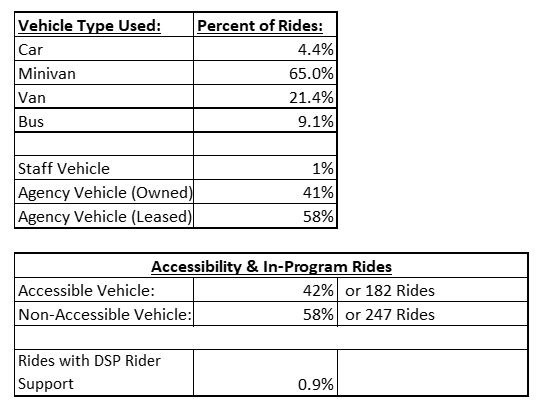 Vehicle Type Used: Percent of Rides:
Car 4.4%
Minivan 65.0%
Van 21.4%
Bus 9.1%
Staff Vehicle 1%
Agency Vehicle (Owned) 41%
Agency Vehicle (Leased) 58%
Accessibility & In-Program Rides
Accessible Vehicle: 42% or 182 Rides
Non-Accessible Vehicle: 58% or 247 Rides
Rides with DSP Rider
Support 0.9%